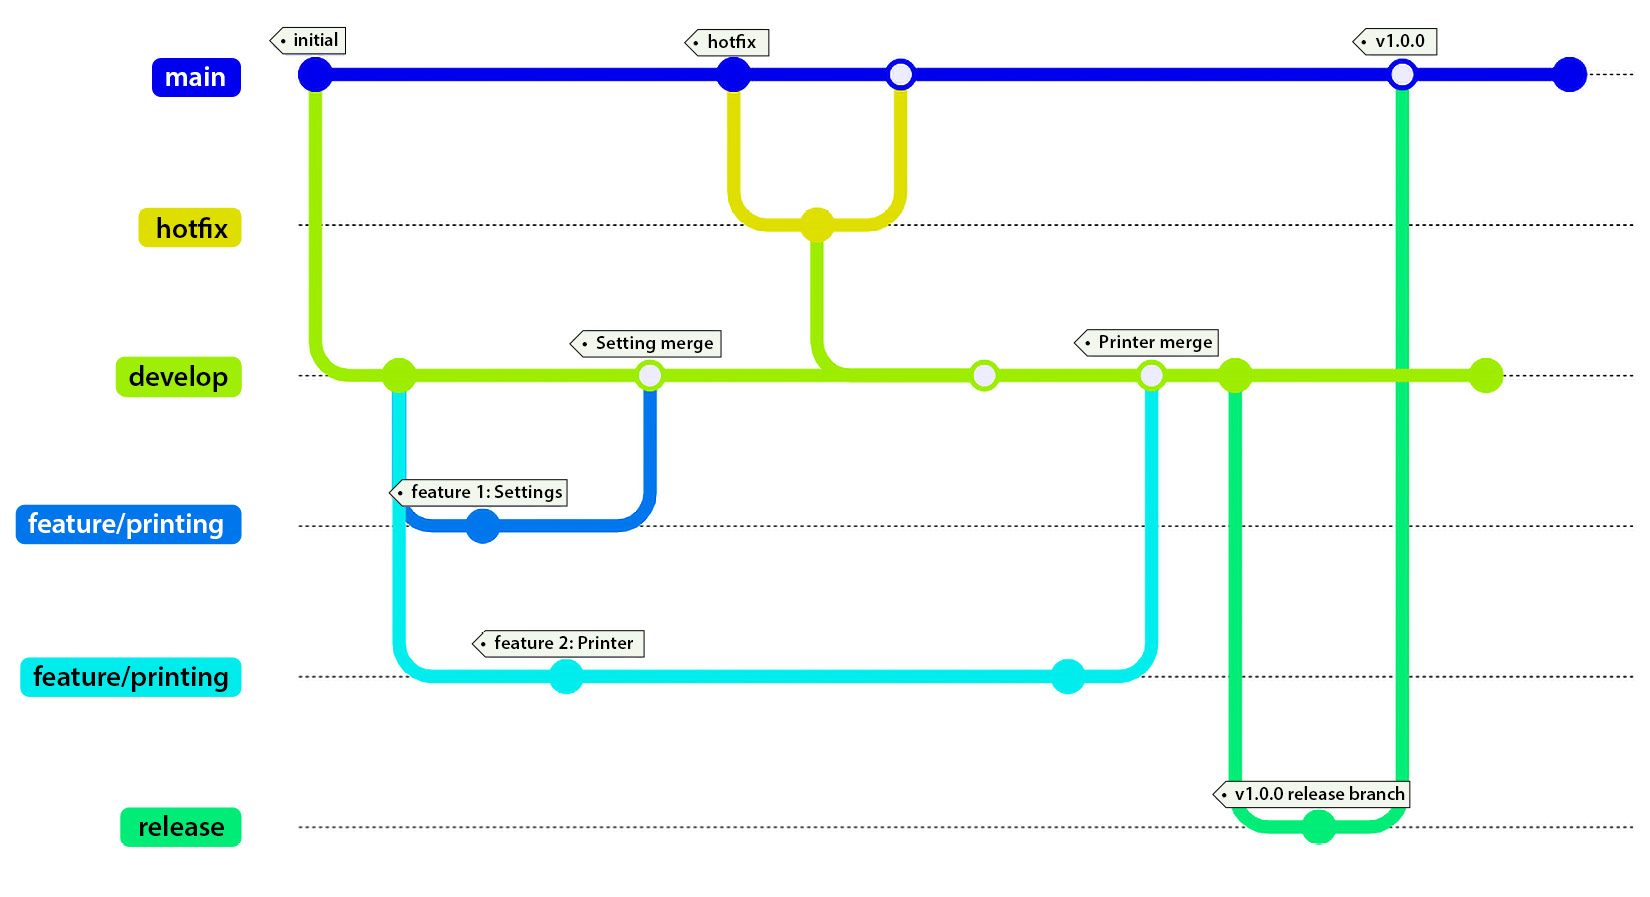 initial
hotfix
v1.0.0
main
hotfix
Setting merge
Printer merge
develop
feature 1: Settings
feature/printing
feature 2: Printer
feature/printing
v1.0.0 release branch
release